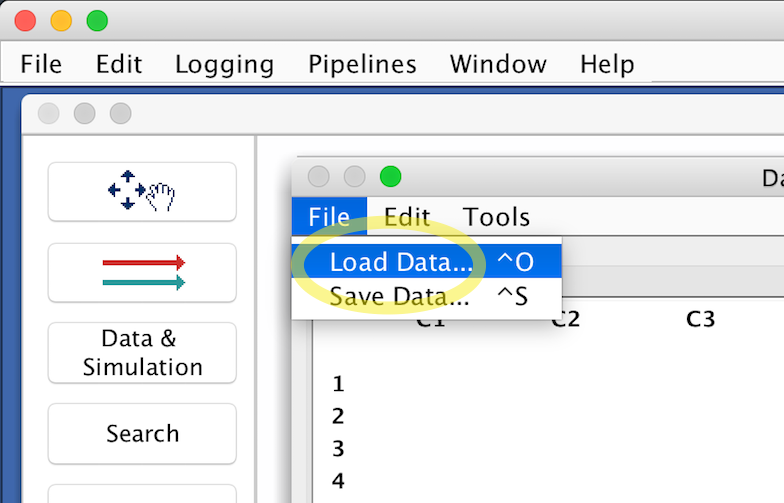 File Edit Logging Pipelines Window Help
Da
File Edit Tools
Load Data... ^O
Save Data... ^S
C1 C2 C3
Data &
Simulation
Search
1
2
3
4